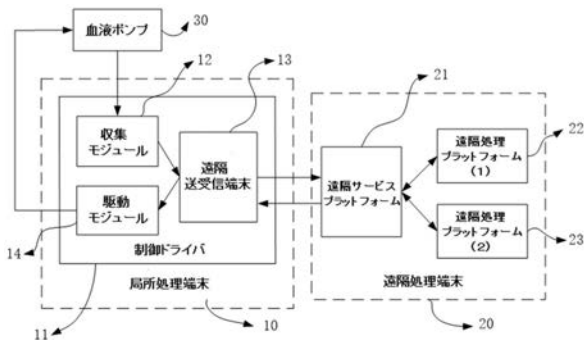 血液ポンプ
30
12
13
収集
モジュール
遠隔
送受信端末
駆動
モジュール
14
制御ドライバ
局所処理端末
11
10
21
22
遠隔サービス
プラットフォーム
遠隔処理
プラットフォーム
(1)
遠隔処理
プラットフォーム
(2)
23
遠隔処理端末
20